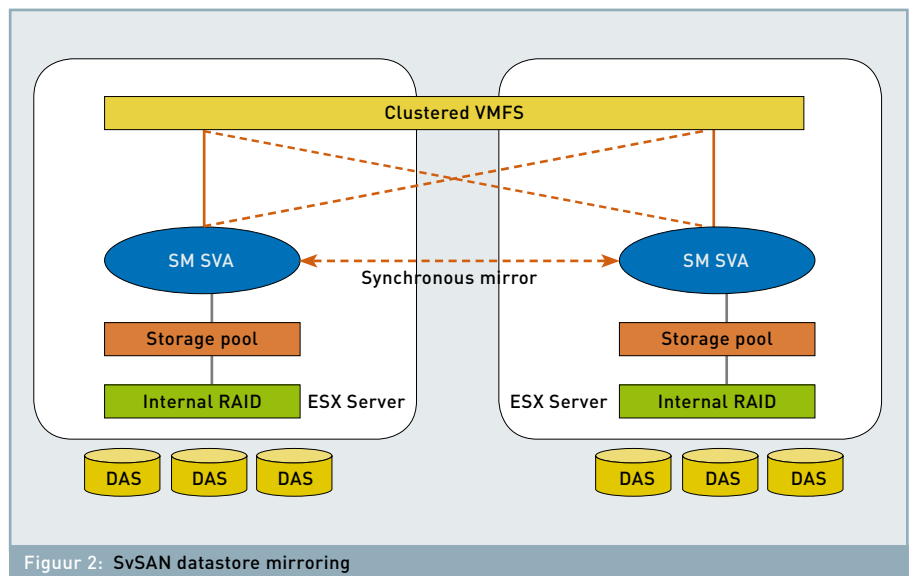 Clustered VMFS
SM SVA
SM SVA
Synchronous mirror
Storage pool
Storage pool
Internal RAID
ESX Server
ESX Server
Internal RAID
DAS
DAS
DAS
DAS
DAS
DAS
Figuur 2: SvSAN datastore mirroring